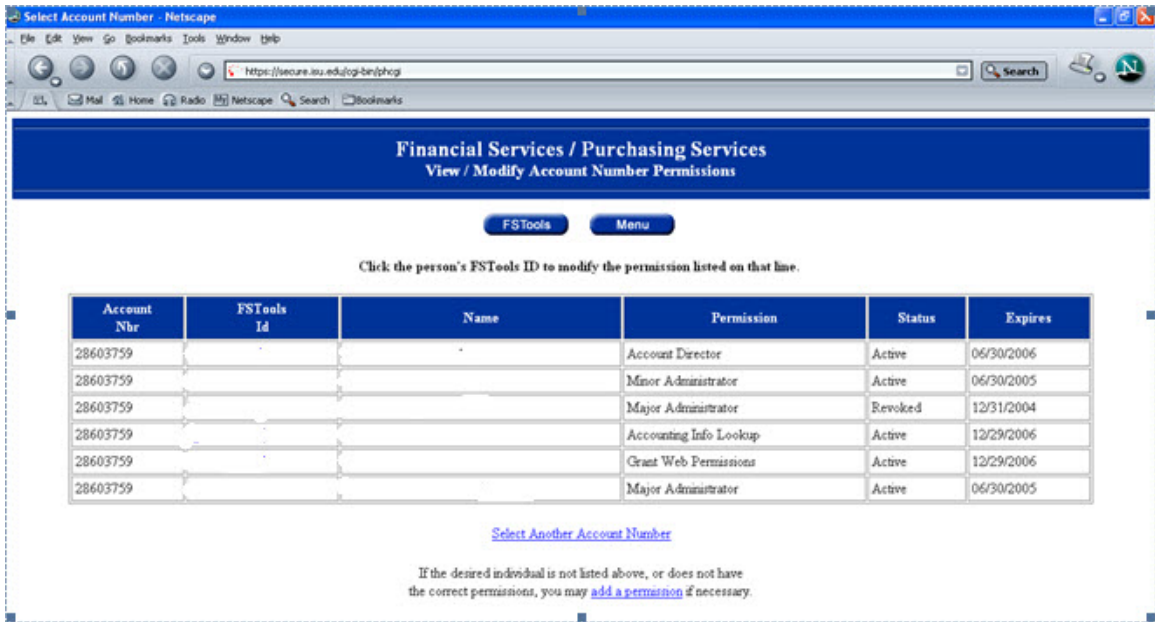 Select Account Number - Netscape
File Edit View Go Bookmarks Tools Window Help
https://secure.isu.edu/cgi-bin/phcgi Search N
Mail Home Radio Netscape Search Bookmarks
Financial Services / Purchasing Services
View / Modify Account Number Permissions
FSTools Menu
Click the person's FSTools ID to modify the permission listed on that line.
Account Nbr FSTools Id Name Permission Status Expires
28603759 Account Director Active 06/30/2006
28603759 Minor Administrator Active 06/30/2005
28603759 Major Administrator Revoked 12/31/2004
28603759 Accounting Info Lookup Active 12/29/2006
28603759 Grant Web Permissions Active 12/29/2006
28603759 Major Administrator Active 06/30/2005
Select Another Account Number
If the desired individual is not listed above, or does not have
the correct permissions, you may add a permission if necessary.